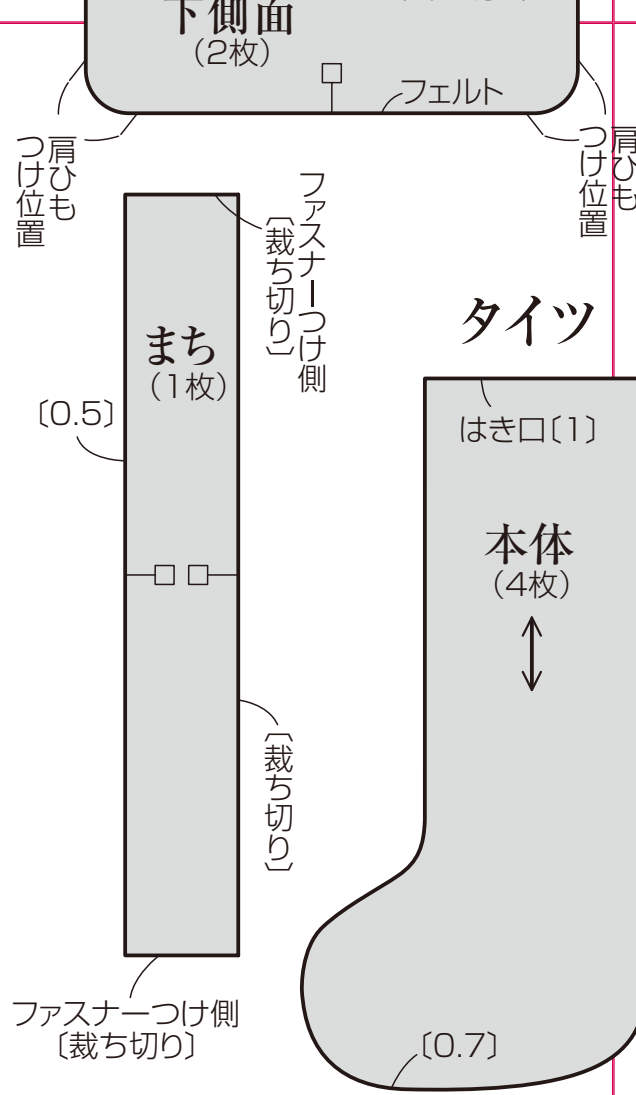 下側面
（2枚）
フェルト
肩ひも
つけ位置
肩ひも
つけ位置
ファスナーつけ側
〔裁ち切り〕
まち
（1枚）
〔0.5〕
タイツ
はき口〔1〕
本体
（4枚）
〔裁ち切り〕
ファスナーつけ側
〔裁ち切り〕
〔0.7〕